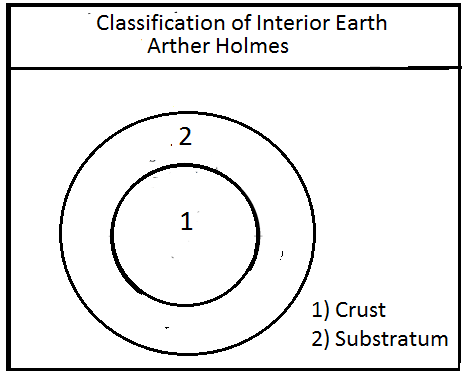 Classification of Interior Earth
Arther Holmes
2
1
1) Crust
2) Substratum